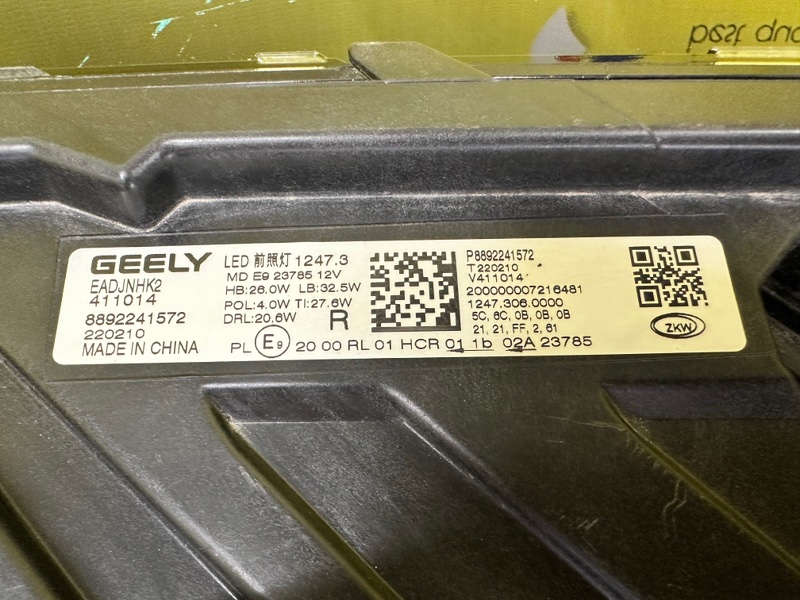 GEELY
EADJNHK2
411014
8892241572
220210
MADE IN CHINA
LED 前照灯 1247.3
MD E9 23785 12V
HB:26.0W LB:32.5W
POL:4.0W TI:27.6W
DRL:20.6W
R
PL E9 20 00 RL 01 HCR 01 1b 02A 23785
P8892241572
T220210
V411014
200000007216481
1247.306.0000
5C, 6C, 0B, 0B, 0B
21, 21, FF, 2, 61
ZKW